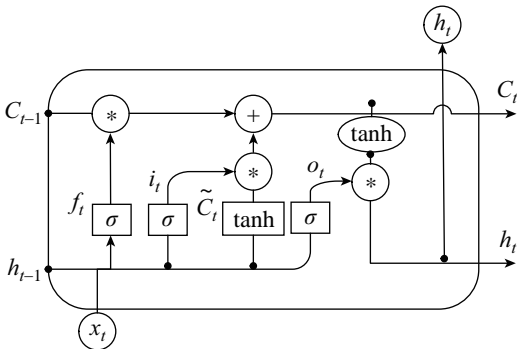 h_t
C_{t-1} * + C_t
tanh
i_t * o_t *
f_t C̃_t
σ σ tanh σ
h_{t-1} h_t
x_t